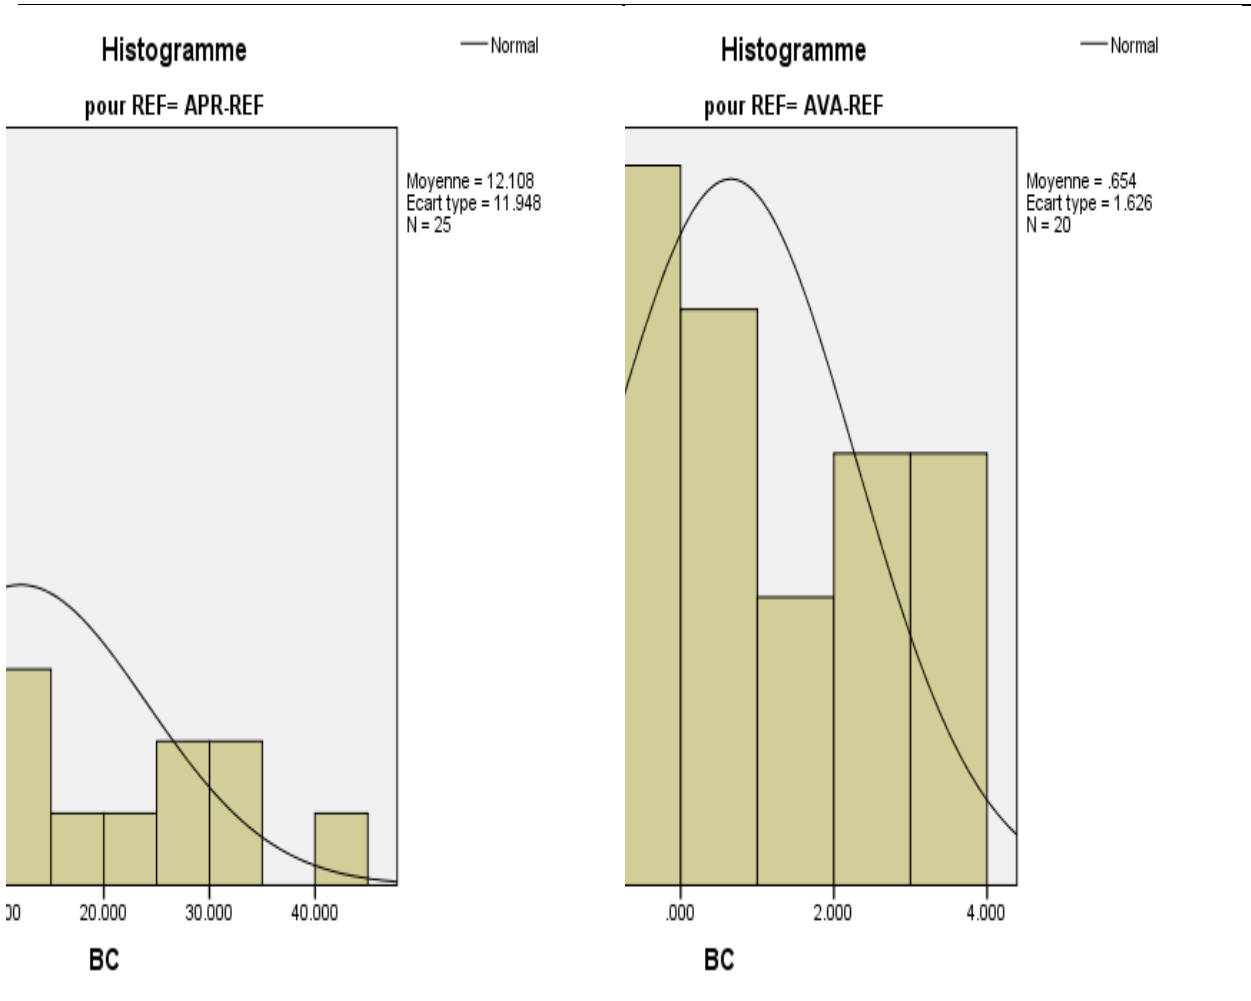 Histogramme
Normal
pour REF= APR-REF
Moyenne = 12.108
Ecart type = 11.948
N = 25
00 20.000 30.000 40.000
BC
Histogramme
Normal
pour REF= AVA-REF
Moyenne = .654
Ecart type = 1.626
N = 20
.000 2.000 4.000
BC